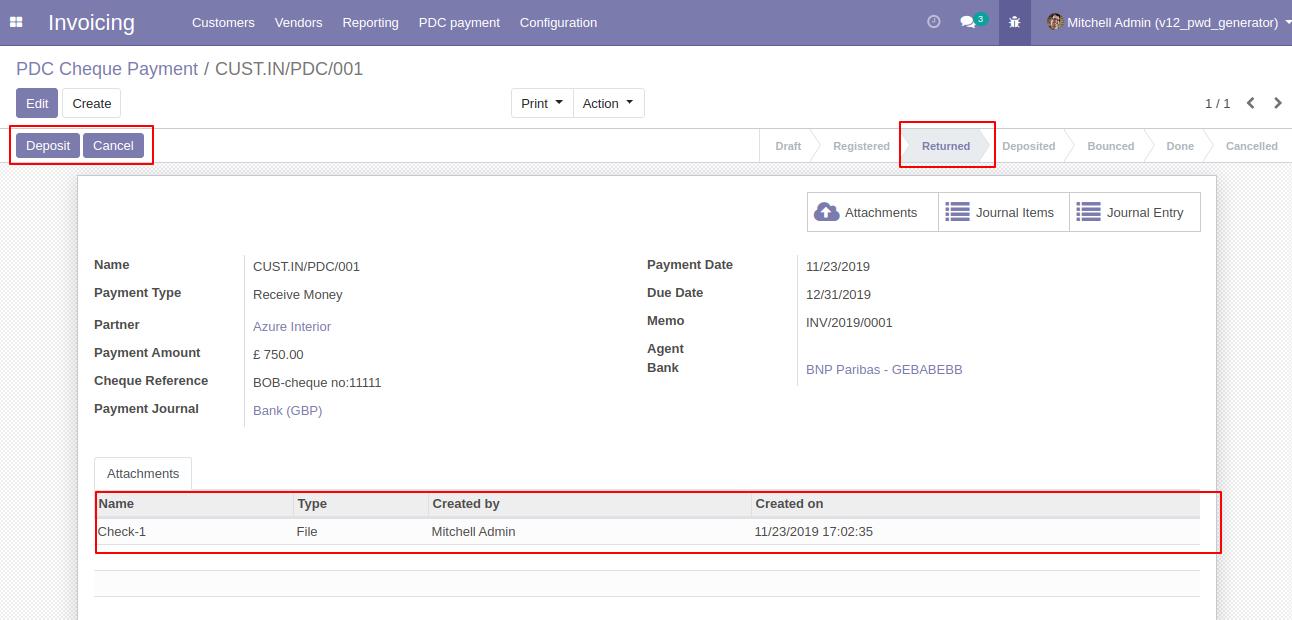 Invoicing Customers Vendors Reporting PDC payment Configuration 3 Mitchell Admin (v12_pwd_generator)
PDC Cheque Payment / CUST.IN/PDC/001
Edit Create Print Action 1 / 1
Deposit Cancel Draft Registered Returned Deposited Bounced Done Cancelled
Attachments Journal Items Journal Entry
Name CUST.IN/PDC/001
Payment Type Receive Money
Partner Azure Interior
Payment Amount £ 750.00
Cheque Reference BOB-cheque no:11111
Payment Journal Bank (GBP)
Payment Date 11/23/2019
Due Date 12/31/2019
Memo INV/2019/0001
Agent
Bank BNP Paribas - GEBABEBB
Attachments
Name Type Created by Created on
Check-1 File Mitchell Admin 11/23/2019 17:02:35